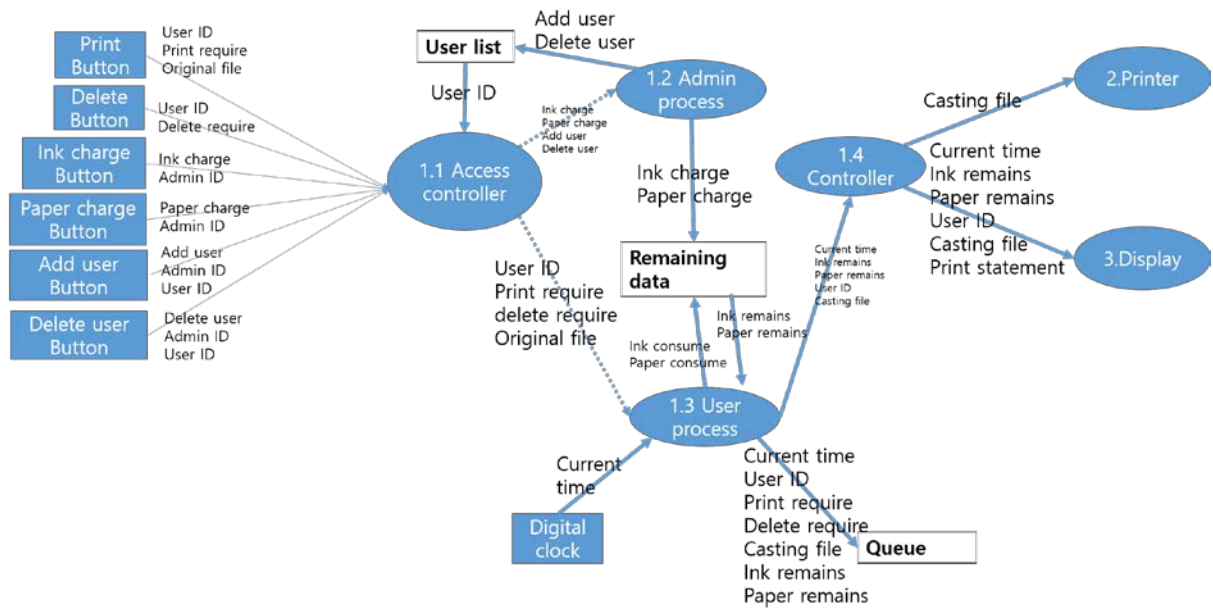 Print
Button
User ID
Print require
Original file
Delete
Button
User ID
Delete require
Ink charge
Button
Ink charge
Admin ID
Paper charge
Button
Paper charge
Admin ID
Add user
Button
Add user
Admin ID
User ID
Delete user
Button
Delete user
Admin ID
User ID
User list
User ID
Add user
Delete user
1.2 Admin
process
Ink charge
Paper charge
Add user
Delete user
1.1 Access
controller
Ink charge
Paper charge
User ID
Print require
delete require
Original file
Remaining
data
Ink remains
Paper remains
Ink consume
Paper consume
1.3 User
process
Current
time
Digital
clock
Current time
User ID
Print require
Delete require
Casting file
Ink remains
Paper remains
Queue
Current time
Ink remains
Paper remains
User ID
Casting file
1.4
Controller
Casting file
2.Printer
Current time
Ink remains
Paper remains
User ID
Casting file
Print statement
3.Display